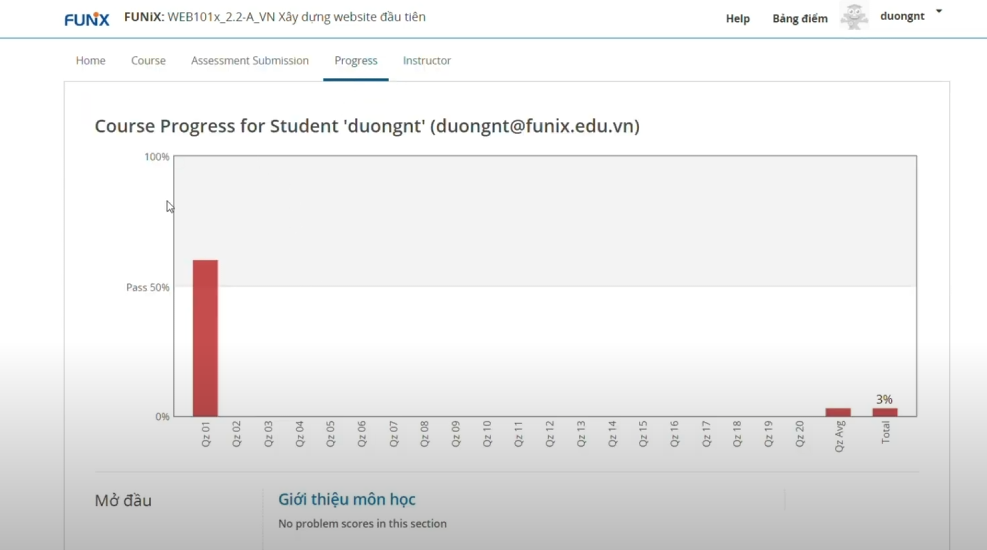 FUNiX
FUNiX: WEB101x_2.2-A_VN Xây dựng website đầu tiên
Help
Bảng điểm
duongnt
Home
Course
Assessment Submission
Progress
Instructor
Course Progress for Student 'duongnt' (duongnt@funix.edu.vn)
100%
Pass 50%
0%
3%
Qz 01
Qz 02
Qz 03
Qz 04
Qz 05
Qz 06
Qz 07
Qz 08
Qz 09
Qz 10
Qz 11
Qz 12
Qz 13
Qz 14
Qz 15
Qz 16
Qz 17
Qz 18
Qz 19
Qz 20
Qz Avg
Total
Mở đầu
Giới thiệu môn học
No problem scores in this section